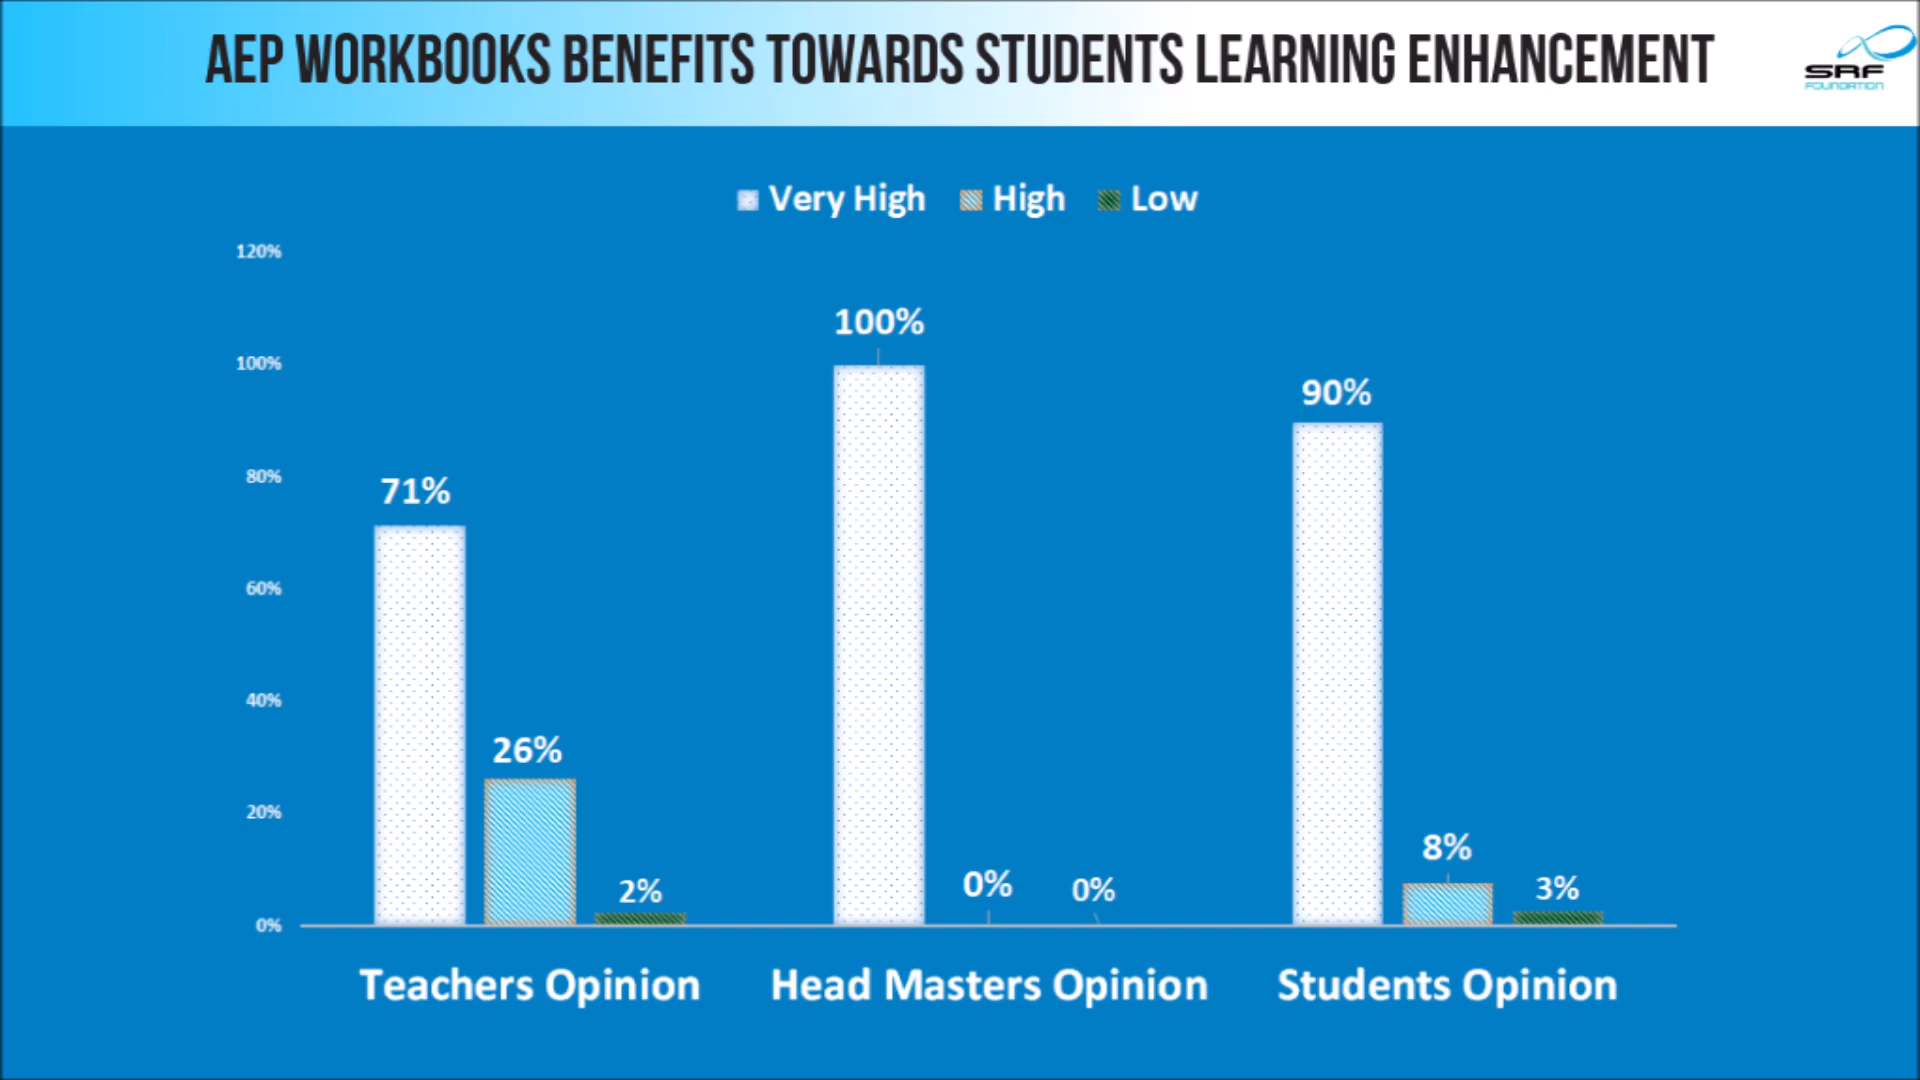 AEP WORKBOOKS BENEFITS TOWARDS STUDENTS LEARNING ENHANCEMENT
SRF
FOUNDATION
Very High High Low
120%
100%
80%
60%
40%
20%
0%
71%
26%
2%
100%
0%
0%
90%
8%
3%
Teachers Opinion
Head Masters Opinion
Students Opinion